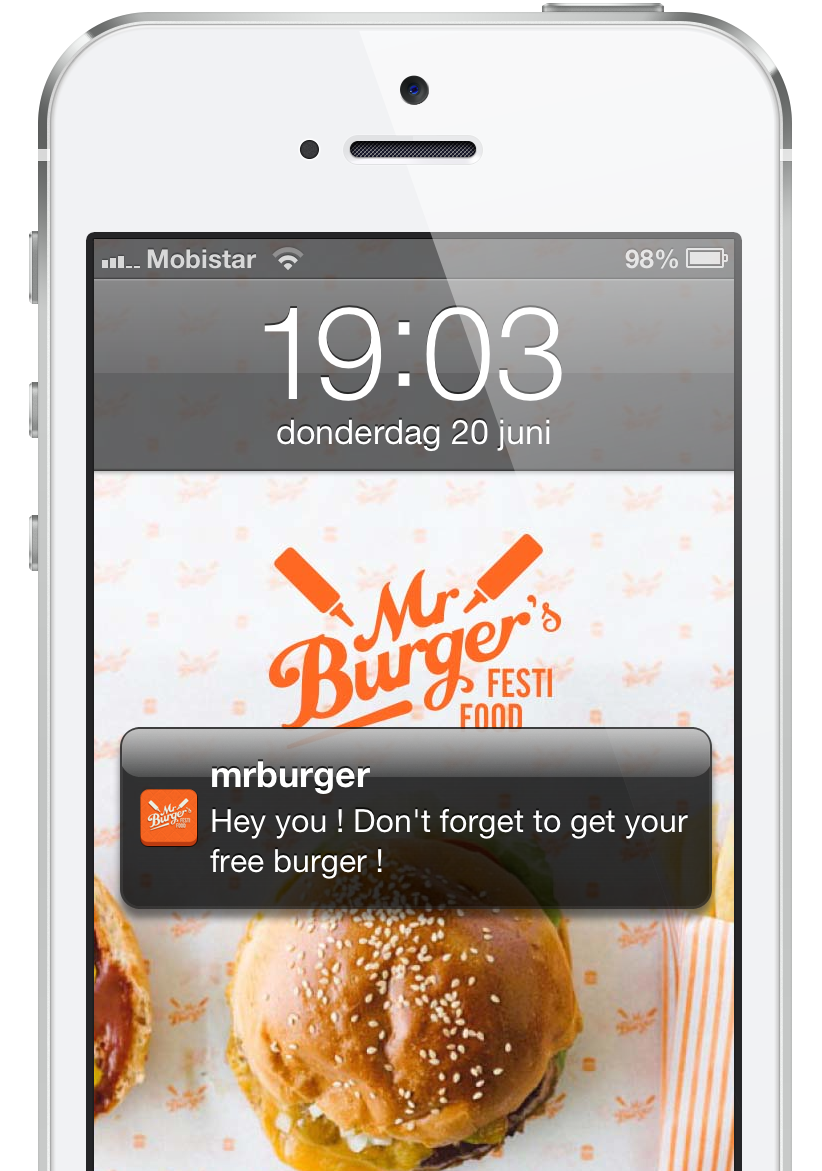 Mobistar
98%
19:03
donderdag 20 juni
Mr
Burger's
FESTI
FOOD
mrburger
Hey you ! Don't forget to get your
free burger !